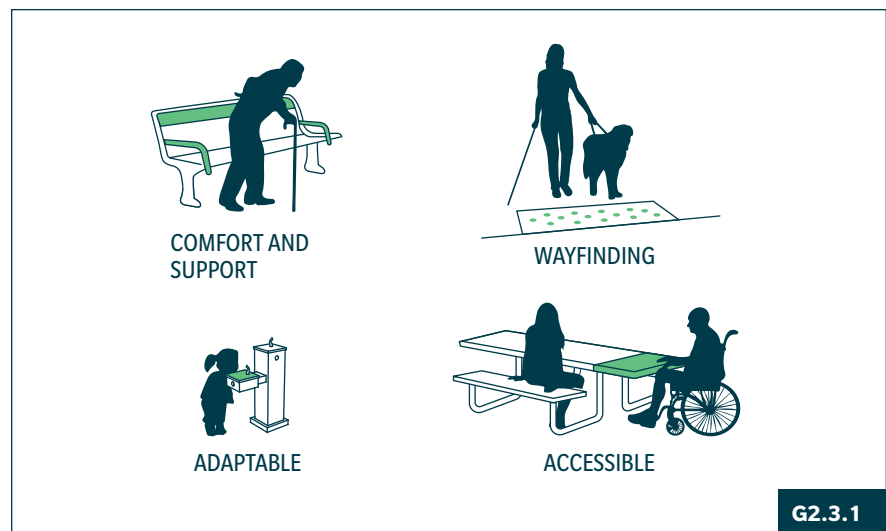 COMFORT AND
SUPPORT
WAYFINDING
ADAPTABLE
ACCESSIBLE
G2.3.1